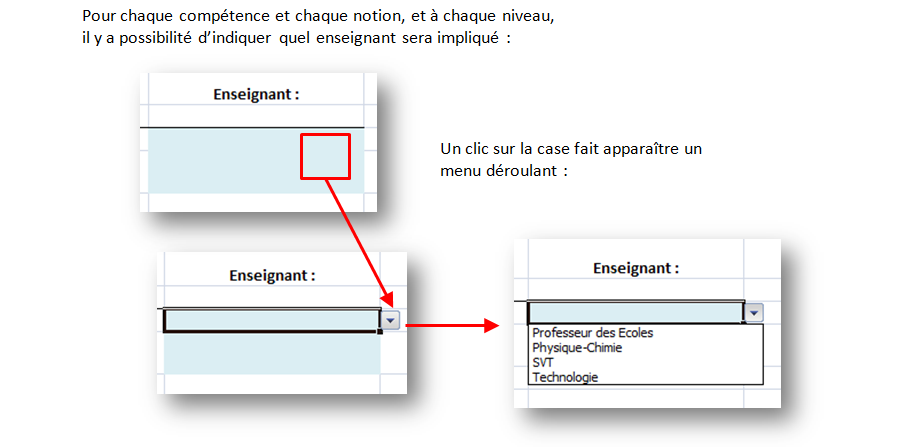 Pour chaque compétence et chaque notion, et à chaque niveau,
il y a possibilité d’indiquer quel enseignant sera impliqué :
Enseignant :
Un clic sur la case fait apparaître un
menu déroulant :
Enseignant :
Enseignant :
Professeur des Ecoles
Physique-Chimie
SVT
Technologie